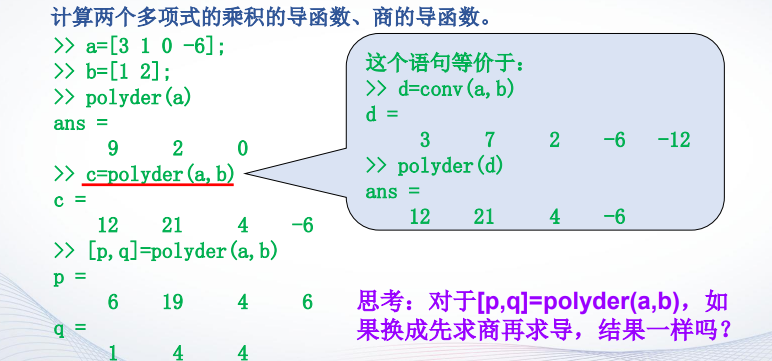 计算两个多项式的乘积的导函数、商的导函数。
>> a=[3 1 0 -6];
>> b=[1 2];
>> polyder(a)
ans =
9 2 0
>> c=polyder(a,b)
c =
12 21 4 -6
>> [p,q]=polyder(a,b)
p =
6 19 4 6
q =
1 4 4
这个语句等价于：
>> d=conv(a,b)
d =
3 7 2 -6 -12
>> polyder(d)
ans =
12 21 4 -6
思考：对于[p,q]=polyder(a,b)，如
果换成先求商再求导，结果一样吗？